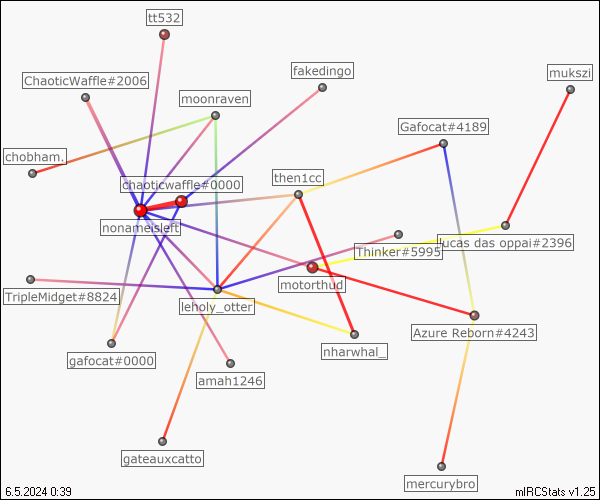 tt532
ChaoticWaffle#2006
fakedingo
mukszi
moonraven
Gafocat#4189
chobham.
then1cc
chaoticwaffle#0000
nonameisleft
lucas das oppai#2396
Thinker#5995
motorthud
TripleMidget#8824
leholy_otter
Azure Reborn#4243
nharwhal_
gafocat#0000
amah1246
gateauxcatto
mercurybro
6.5.2024 0:39
mIRCStats v1.25